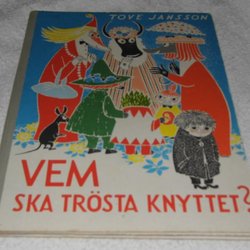 TOVE JANSSON
VEM
SKA TRÖSTA KNYTTET?